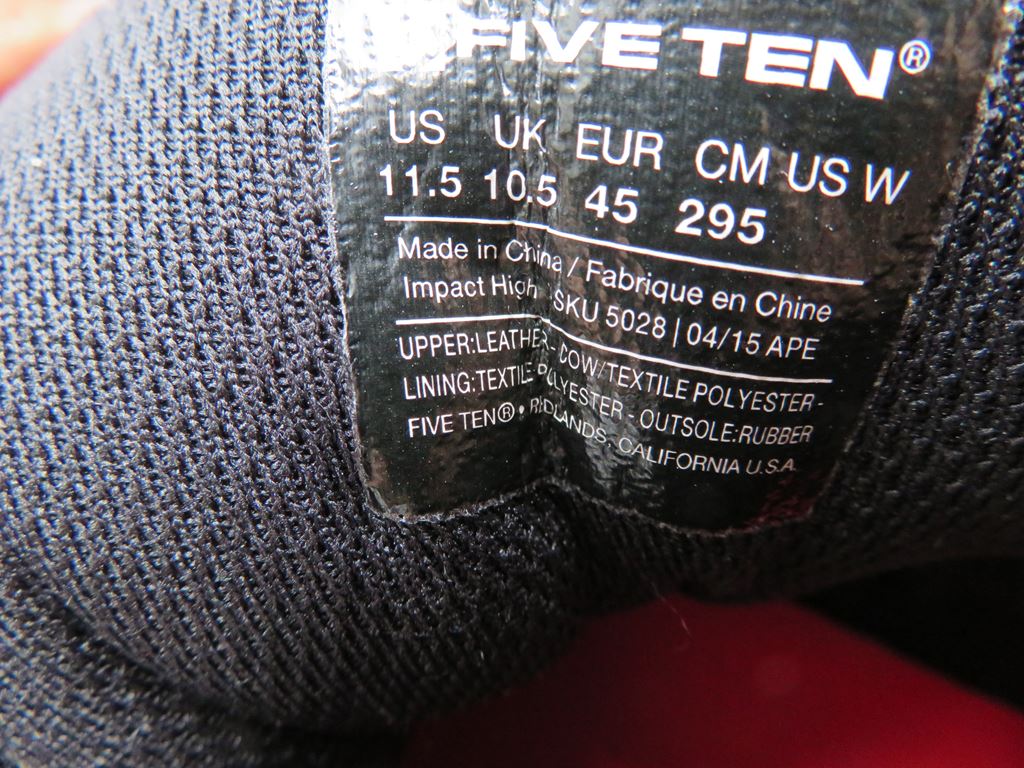 FIVE TEN®
US UK EUR CM US W
11.5 10.5 45 295
Made in China / Fabrique en Chine
Impact High SKU 5028 | 04/15 APE
UPPER:LEATHER- COW/TEXTILE POLYESTER-
LINING:TEXTILE POLYESTER - OUTSOLE:RUBBER
FIVE TEN® • REDLANDS, CALIFORNIA U.S.A.